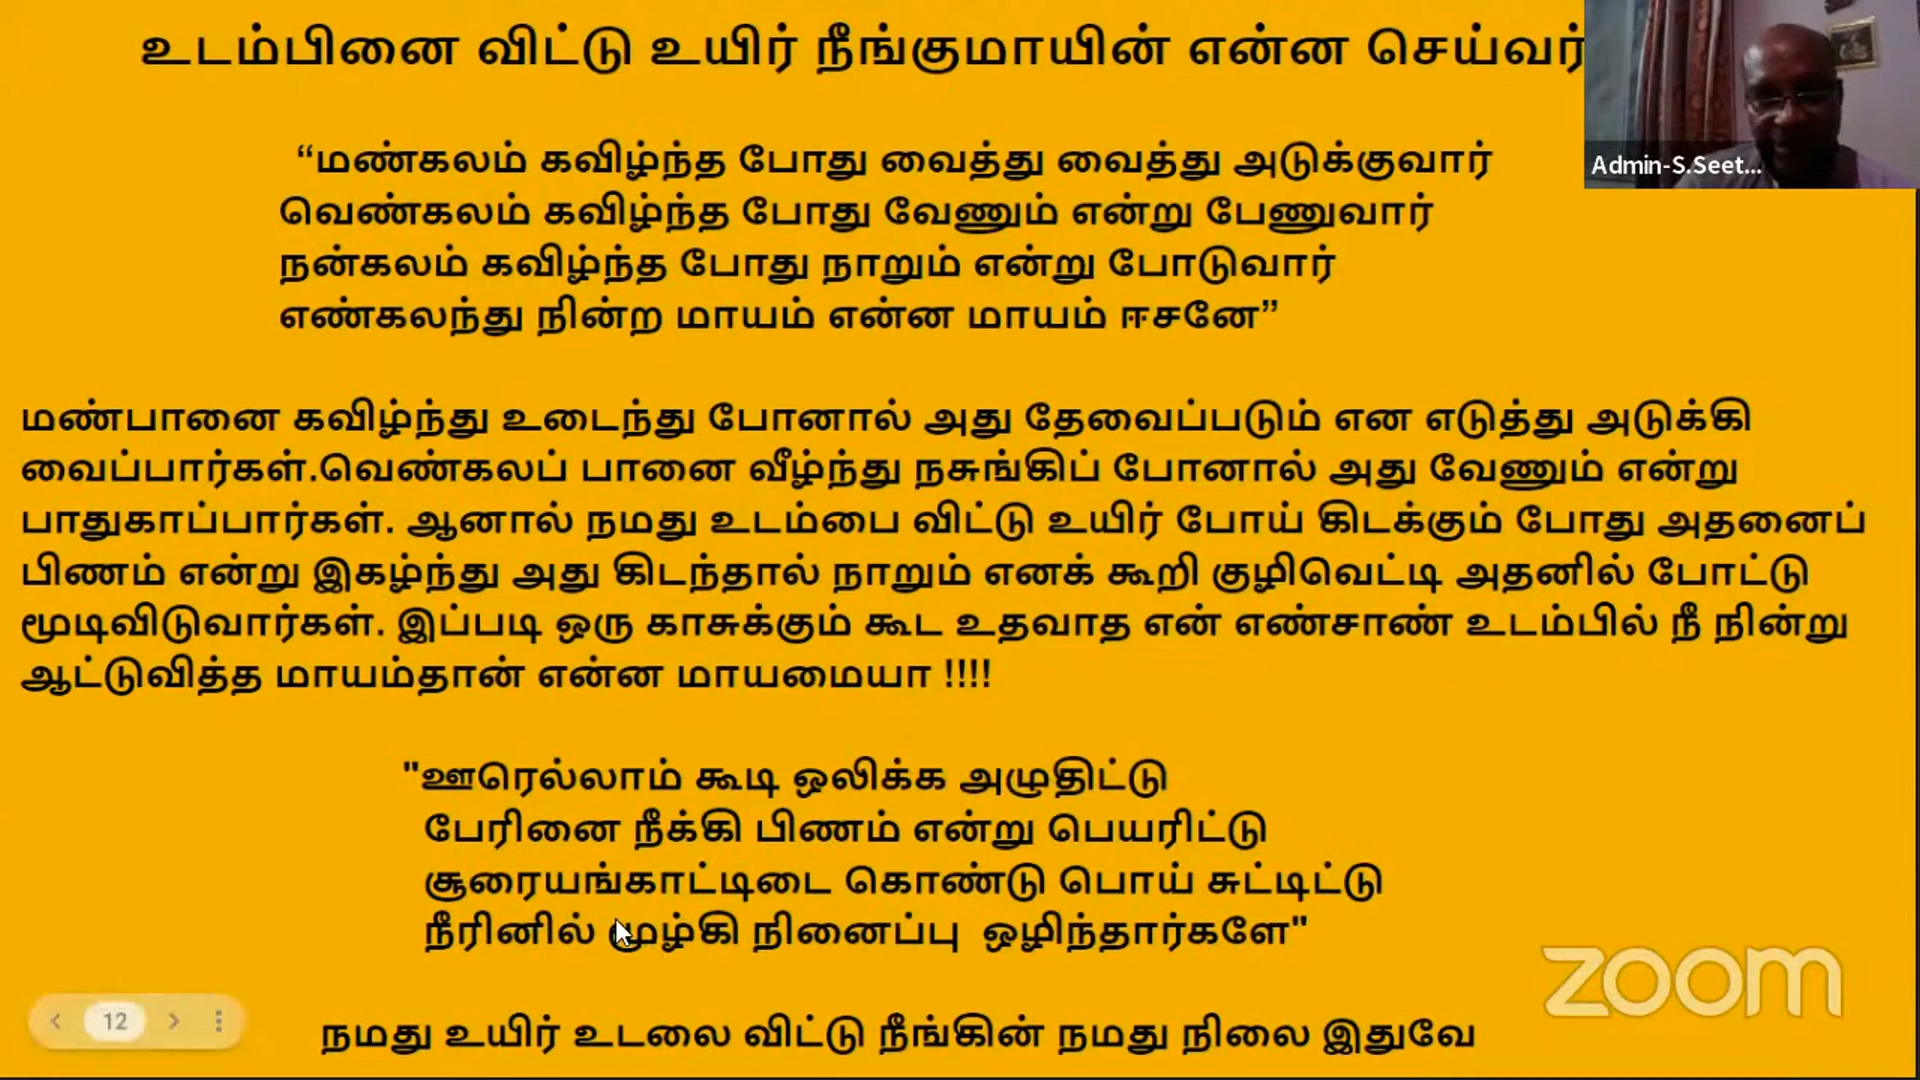 உடம்பினை விட்டு உயிர் நீங்குமாயின் என்ன செய்வர்
“மண்கலம் கவிழ்ந்த போது வைத்து வைத்து அடுக்குவார்
வெண்கலம் கவிழ்ந்த போது வேணும் என்று பேணுவார்
நன்கலம் கவிழ்ந்த போது நாறும் என்று போடுவார்
எண்கலந்து நின்ற மாயம் என்ன மாயம் ஈசனே”
மண்பானை கவிழ்ந்து உடைந்து போனால் அது தேவைப்படும் என எடுத்து அடுக்கி
வைப்பார்கள்.வெண்கலப் பானை வீழ்ந்து நசுங்கிப் போனால் அது வேணும் என்று
பாதுகாப்பார்கள். ஆனால் நமது உடம்பை விட்டு உயிர் போய் கிடக்கும் போது அதனைப்
பிணம் என்று இகழ்ந்து அது கிடந்தால் நாறும் எனக் கூறி குழிவெட்டி அதனில் போட்டு
மூடிவிடுவார்கள். இப்படி ஒரு காசுக்கும் கூட உதவாத என் எண்சாண் உடம்பில் நீ நின்று
ஆட்டுவித்த மாயம்தான் என்ன மாயமையா !!!!
"ஊரெல்லாம் கூடி ஒலிக்க அழுதிட்டு
பேரினை நீக்கி பிணம் என்று பெயரிட்டு
சூரையங்காட்டிடை கொண்டு பொய் சுட்டிட்டு
நீரினில் மூழ்கி நினைப்பு ஒழிந்தார்களே"
நமது உயிர் உடலை விட்டு நீங்கின் நமது நிலை இதுவே
Admin-S.Seet...
12
zoom